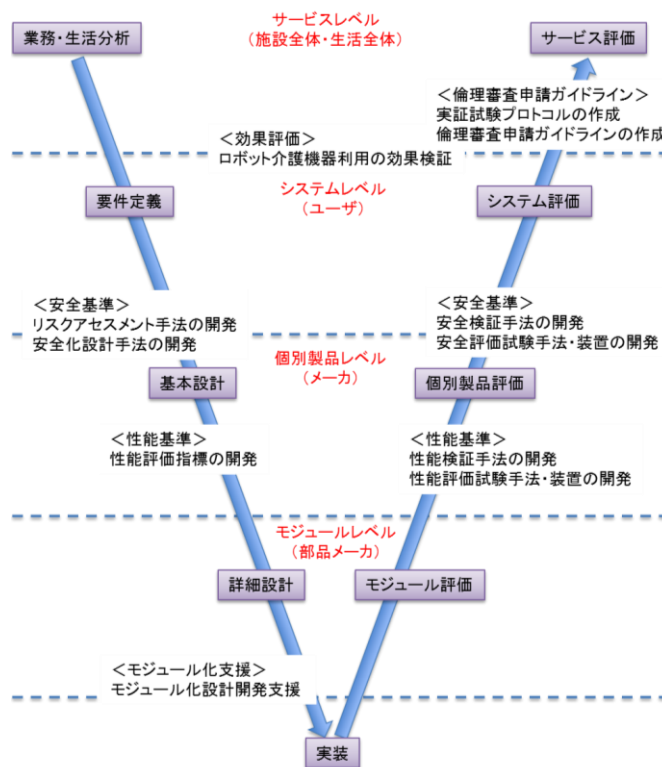 サービスレベル
（施設全体・生活全体）
業務・生活分析
サービス評価
＜倫理審査申請ガイドライン＞
実証試験プロトコルの作成
倫理審査申請ガイドラインの作成
＜効果評価＞
ロボット介護機器利用の効果検証
システムレベル
（ユーザ）
要件定義
システム評価
＜安全基準＞
リスクアセスメント手法の開発
安全化設計手法の開発
＜安全基準＞
安全検証手法の開発
安全評価試験手法・装置の開発
個別製品レベル
（メーカ）
基本設計
個別製品評価
＜性能基準＞
性能評価指標の開発
＜性能基準＞
性能検証手法の開発
性能評価試験手法・装置の開発
モジュールレベル
（部品メーカ）
詳細設計
モジュール評価
＜モジュール化支援＞
モジュール化設計開発支援
実装